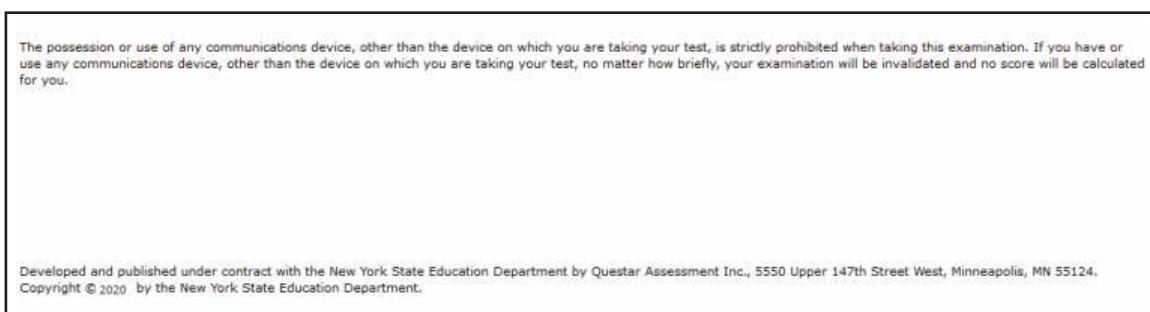 The possession or use of any communications device, other than the device on which you are taking your test, is strictly prohibited when taking this examination. If you have or
use any communications device, other than the device on which you are taking your test, no matter how briefly, your examination will be invalidated and no score will be calculated
for you.
Developed and published under contract with the New York State Education Department by Questar Assessment Inc., 5550 Upper 147th Street West, Minneapolis, MN 55124.
Copyright © 2020 by the New York State Education Department.